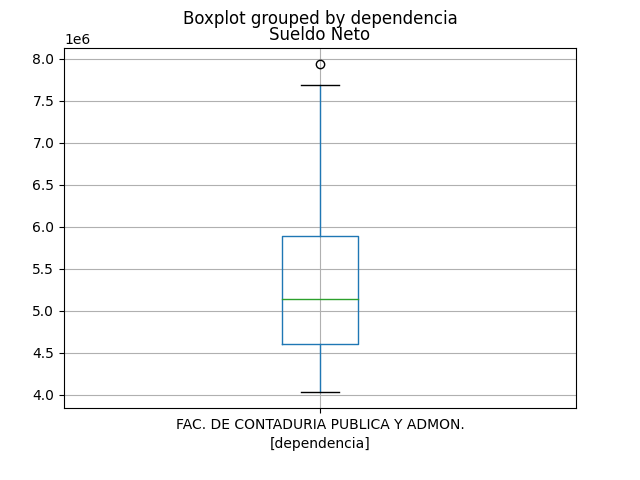 Boxplot grouped by dependencia
Sueldo Neto
1e6
8.0
7.5
7.0
6.5
6.0
5.5
5.0
4.5
4.0
FAC. DE CONTADURIA PUBLICA Y ADMON.
[dependencia]